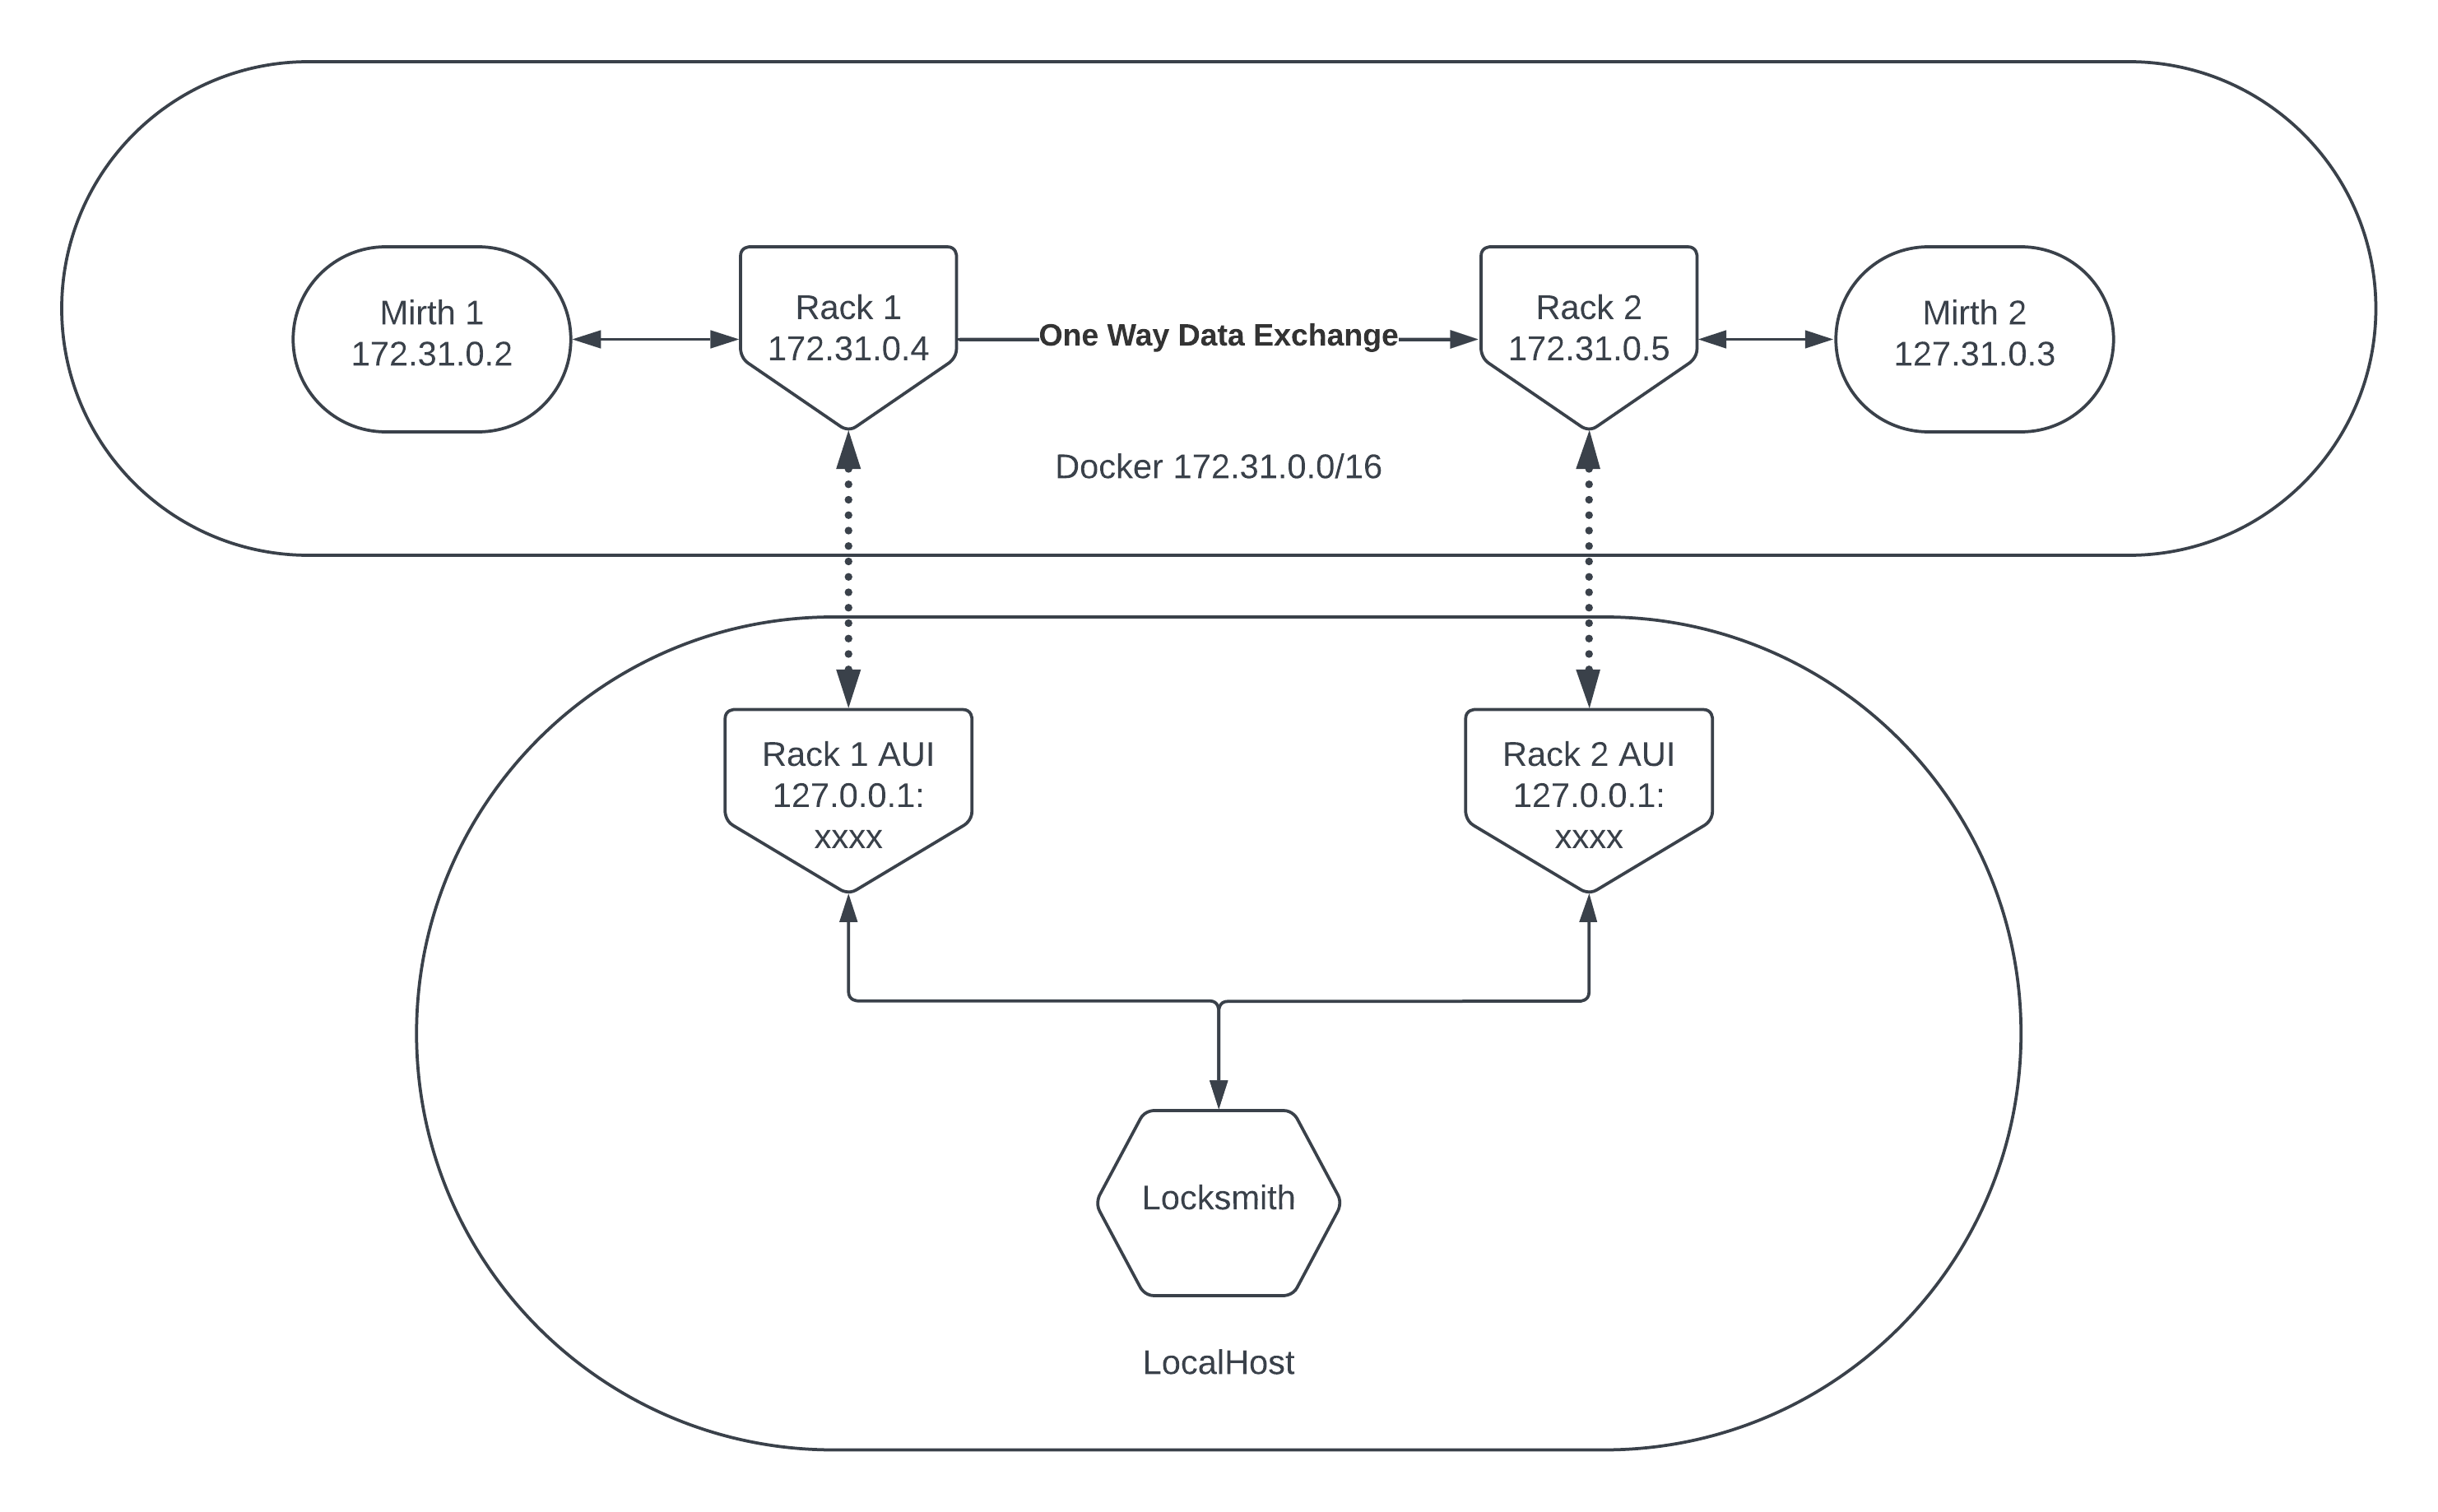 Mirth 1
172.31.0.2
Rack 1
172.31.0.4
One Way Data Exchange
Rack 2
172.31.0.5
Mirth 2
127.31.0.3
Docker 172.31.0.0/16
Rack 1 AUI
127.0.0.1:
xxxx
Rack 2 AUI
127.0.0.1:
xxxx
Locksmith
LocalHost